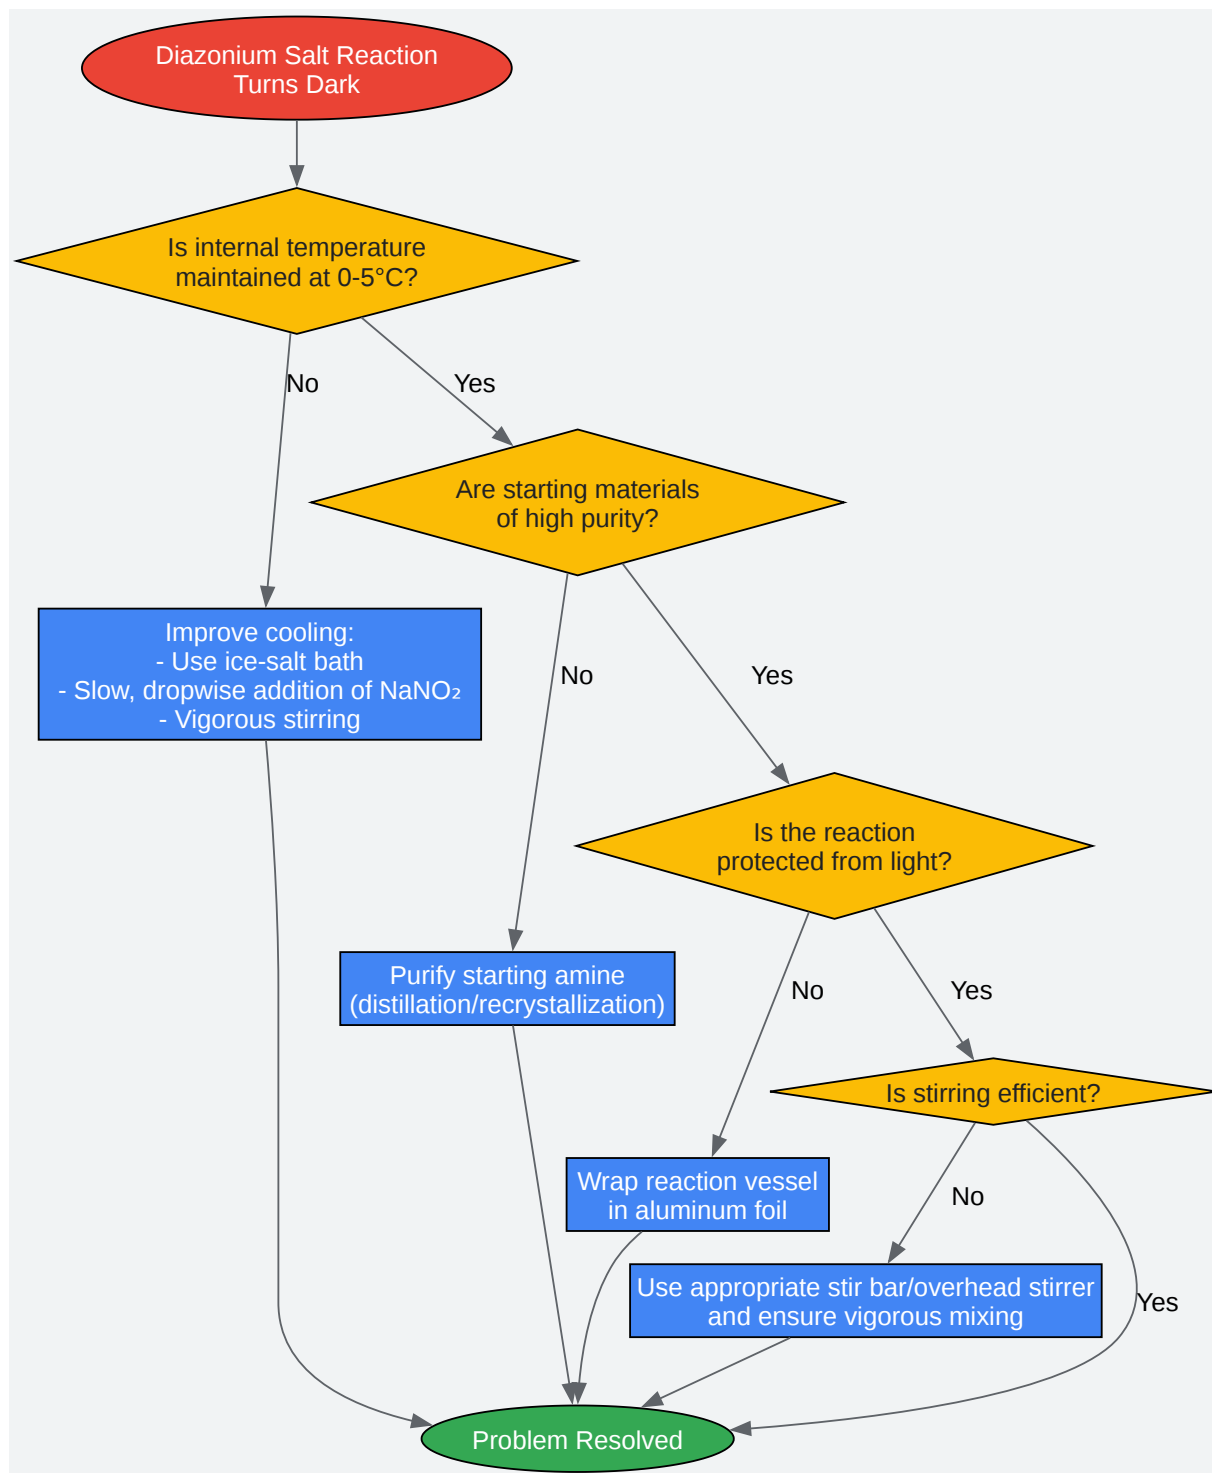 Diazonium Salt Reaction
Turns Dark
Is internal temperature
maintained at 0-5°C?
No
Yes
Are starting materials
of high purity?
Improve cooling:
- Use ice-salt bath
- Slow, dropwise addition of NaNO₂
- Vigorous stirring
No
Yes
Is the reaction
protected from light?
Purify starting amine
(distillation/recrystallization)
No
Yes
Is stirring efficient?
Wrap reaction vessel
in aluminum foil
No
Use appropriate stir bar/overhead stirrer
and ensure vigorous mixing
Yes
Problem Resolved